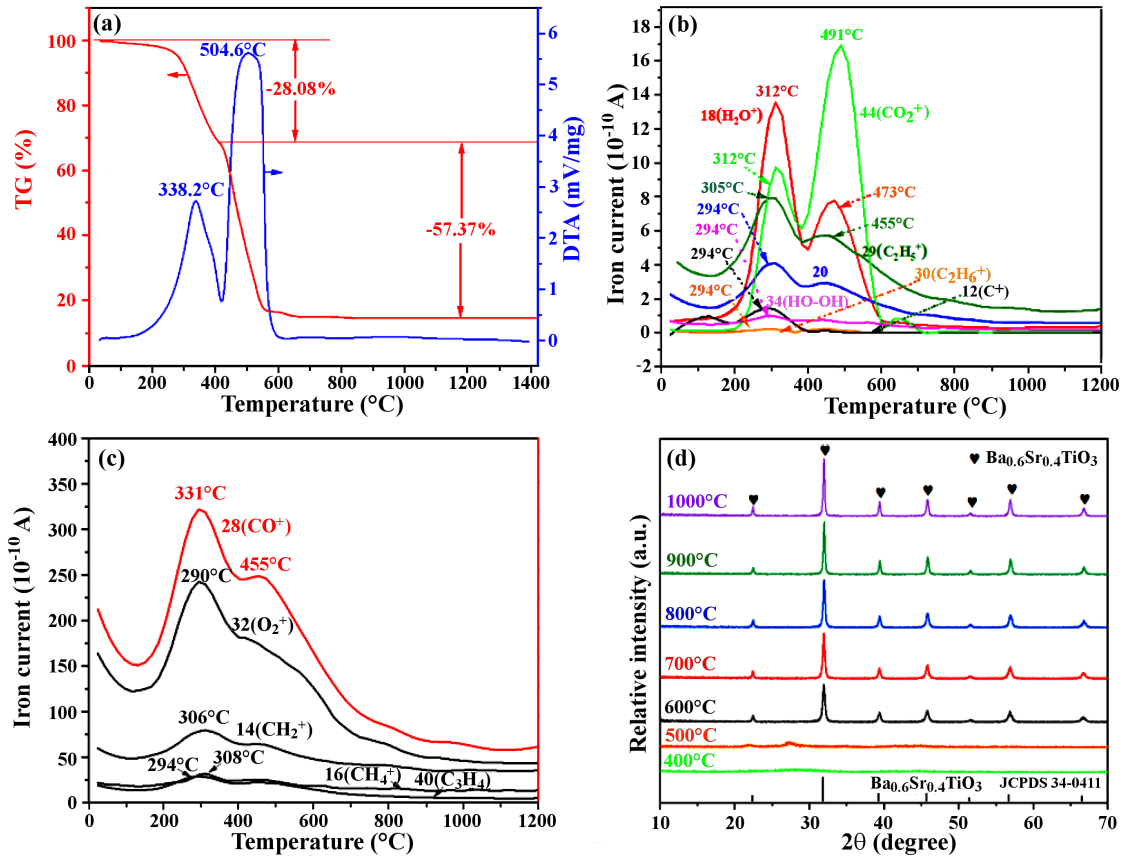 (a)
TG (%)
100
80
60
40
20
0
0 200 400 600 800 1000 1200 1400
Temperature (°C)
6
5
4
3
2
1
0
DTA (mV/mg)
504.6°C
338.2°C
-28.08%
-57.37%
(b)
Iron current (10-10 A)
18
16
14
12
10
8
6
4
2
0
-2
0 200 400 600 800 1000 1200
Temperature (°C)
491°C
312°C
18(H2O+)
44(CO2+)
312°C
305°C
473°C
294°C
455°C
294°C
29(C2H5+)
294°C
20
30(C2H6+)
294°C
12(C+)
34(HO-OH)
(c)
Iron current (10-10 A)
400
350
300
250
200
150
100
50
0
0 200 400 600 800 1000 1200
Temperature (°C)
331°C
28(CO+)
455°C
290°C
32(O2+)
306°C
14(CH2+)
294°C
308°C
16(CH4+)
40(C3H4)
(d)
♥ Ba0.6Sr0.4TiO3
Relative intensity (a.u.)
1000°C
900°C
800°C
700°C
600°C
500°C
400°C
Ba0.6Sr0.4TiO3 JCPDS 34-0411
10 20 30 40 50 60 70
2θ (degree)